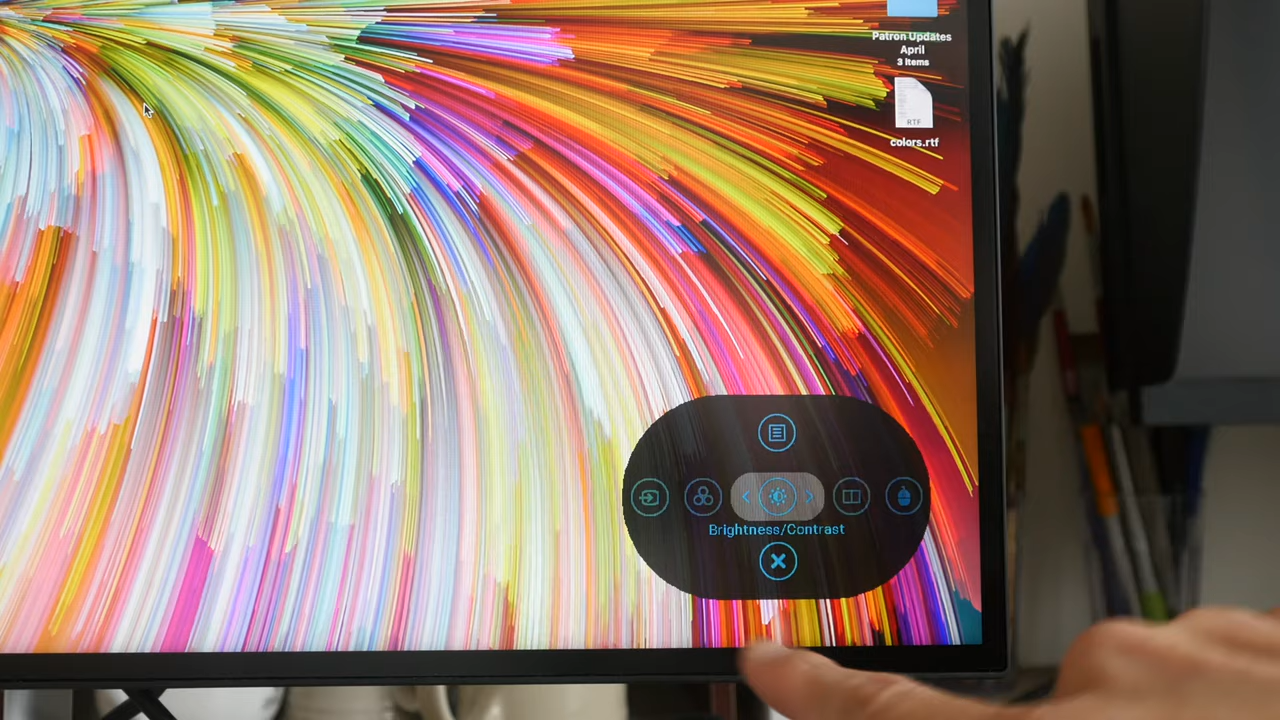 Patron Updates
April
3 items
RTF
colors.rtf
Brightness/Contrast